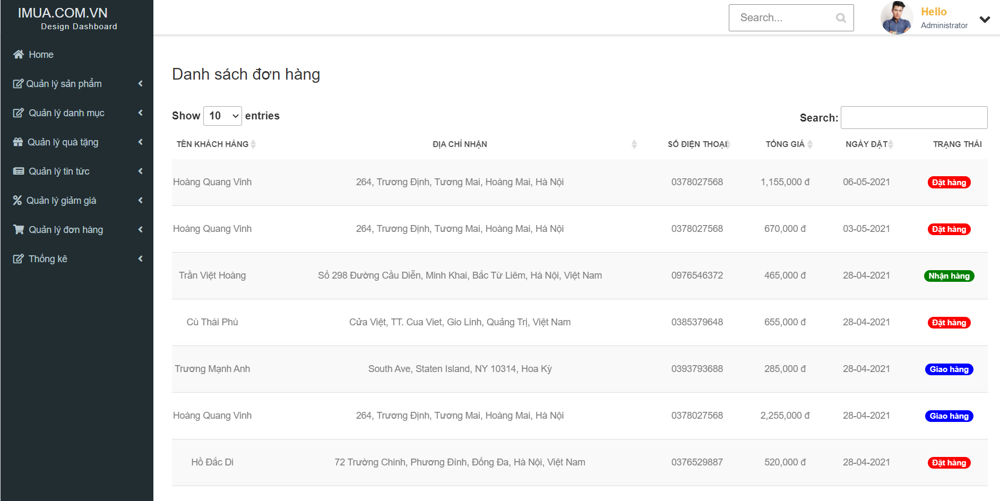 IMUA.COM.VN
Design Dashboard
Search...
Hello
Administrator
Home
Quản lý sản phẩm
Quản lý danh mục
Quản lý quà tặng
Quản lý tin tức
Quản lý giảm giá
Quản lý đơn hàng
Thống kê
Danh sách đơn hàng
Show 10 entries
Search:
TÊN KHÁCH HÀNG ĐỊA CHỈ NHẬN SỐ ĐIỆN THOẠI TỔNG GIÁ NGÀY ĐẶT TRẠNG THÁI
Hoàng Quang Vinh 264, Trương Định, Tương Mai, Hoàng Mai, Hà Nội 0378027568 1,155,000 đ 06-05-2021 Đặt hàng
Hoàng Quang Vinh 264, Trương Định, Tương Mai, Hoàng Mai, Hà Nội 0378027568 670,000 đ 03-05-2021 Đặt hàng
Trần Việt Hoàng Số 298 Đường Cầu Diễn, Minh Khai, Bắc Từ Liêm, Hà Nội, Việt Nam 0976546372 465,000 đ 28-04-2021 Nhận hàng
Cù Thái Phú Cửa Việt, TT. Cua Viet, Gio Linh, Quảng Trị, Việt Nam 0385379648 655,000 đ 28-04-2021 Đặt hàng
Trương Mạnh Anh South Ave, Staten Island, NY 10314, Hoa Kỳ 0393793688 285,000 đ 28-04-2021 Giao hàng
Hoàng Quang Vinh 264, Trương Định, Tương Mai, Hoàng Mai, Hà Nội 0378027568 2,255,000 đ 28-04-2021 Giao hàng
Hồ Đắc Di 72 Trường Chinh, Phương Đình, Đống Đa, Hà Nội, Việt Nam 0376529887 520,000 đ 28-04-2021 Đặt hàng